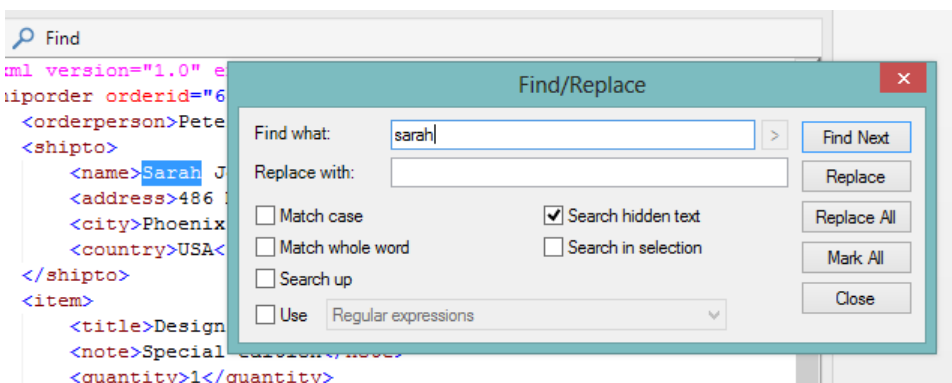 Find
xml version="1.0" e
hiporder orderid="6
<orderperson>Pete
<shipto>
<name>Sarah J
<address>486
<city>Phoenix
<country>USA<
</shipto>
<item>
<title>Design
<note>Special
<quantity>1</quantity>
Find/Replace
x
Find what:
sarah
>
Find Next
Replace with:
Replace
Match case
Search hidden text
Replace All
Match whole word
Search in selection
Mark All
Search up
Close
Use
Regular expressions